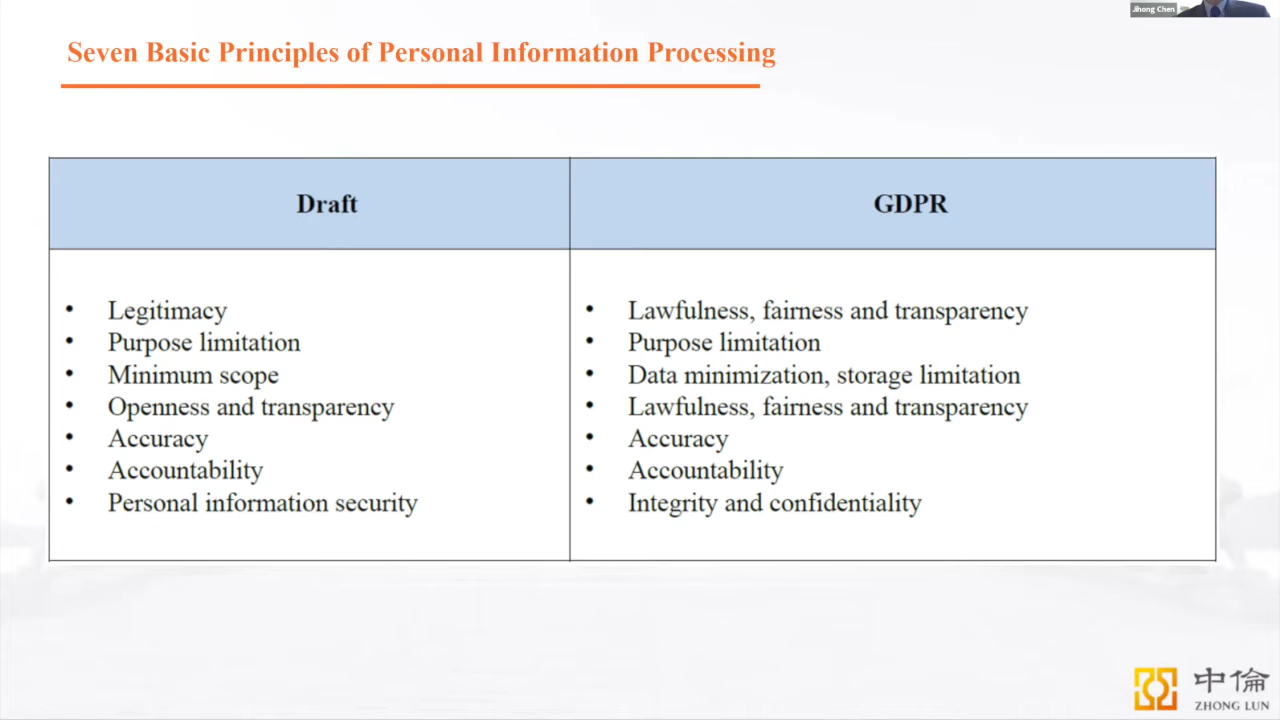 Jihong Chen
Seven Basic Principles of Personal Information Processing
Draft
GDPR
• Legitimacy
• Purpose limitation
• Minimum scope
• Openness and transparency
• Accuracy
• Accountability
• Personal information security
• Lawfulness, fairness and transparency
• Purpose limitation
• Data minimization, storage limitation
• Lawfulness, fairness and transparency
• Accuracy
• Accountability
• Integrity and confidentiality
中倫
ZHONG LUN